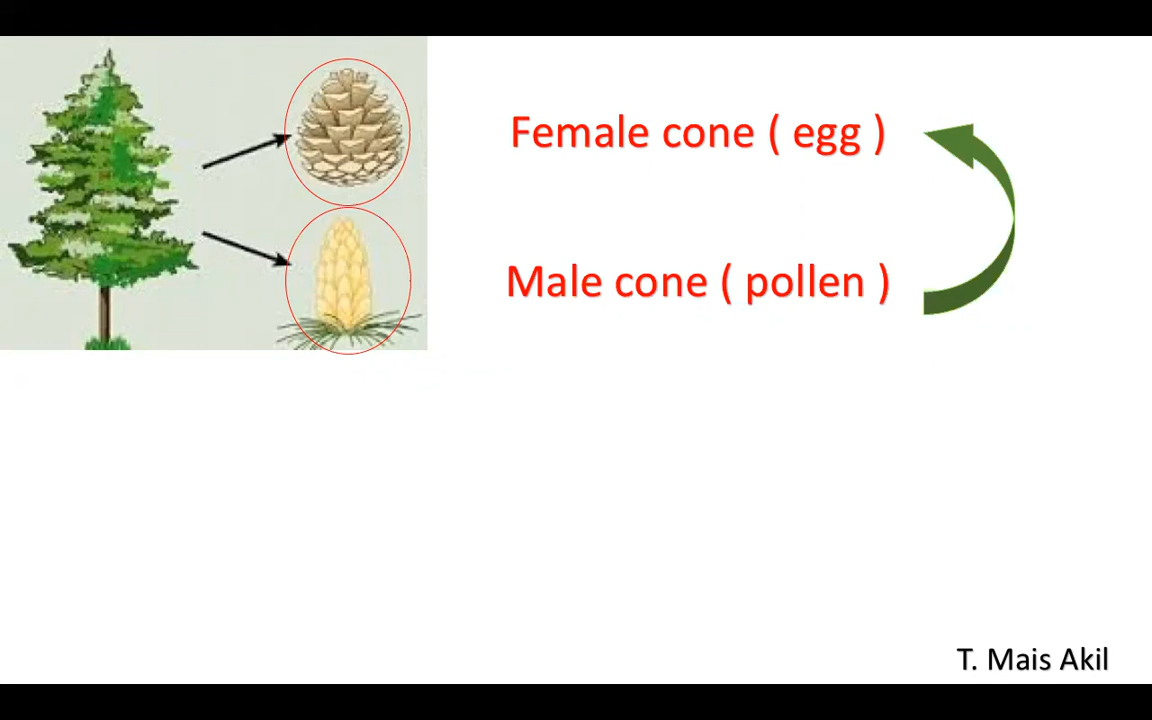 Female cone ( egg )
Male cone ( pollen )
T. Mais Akil